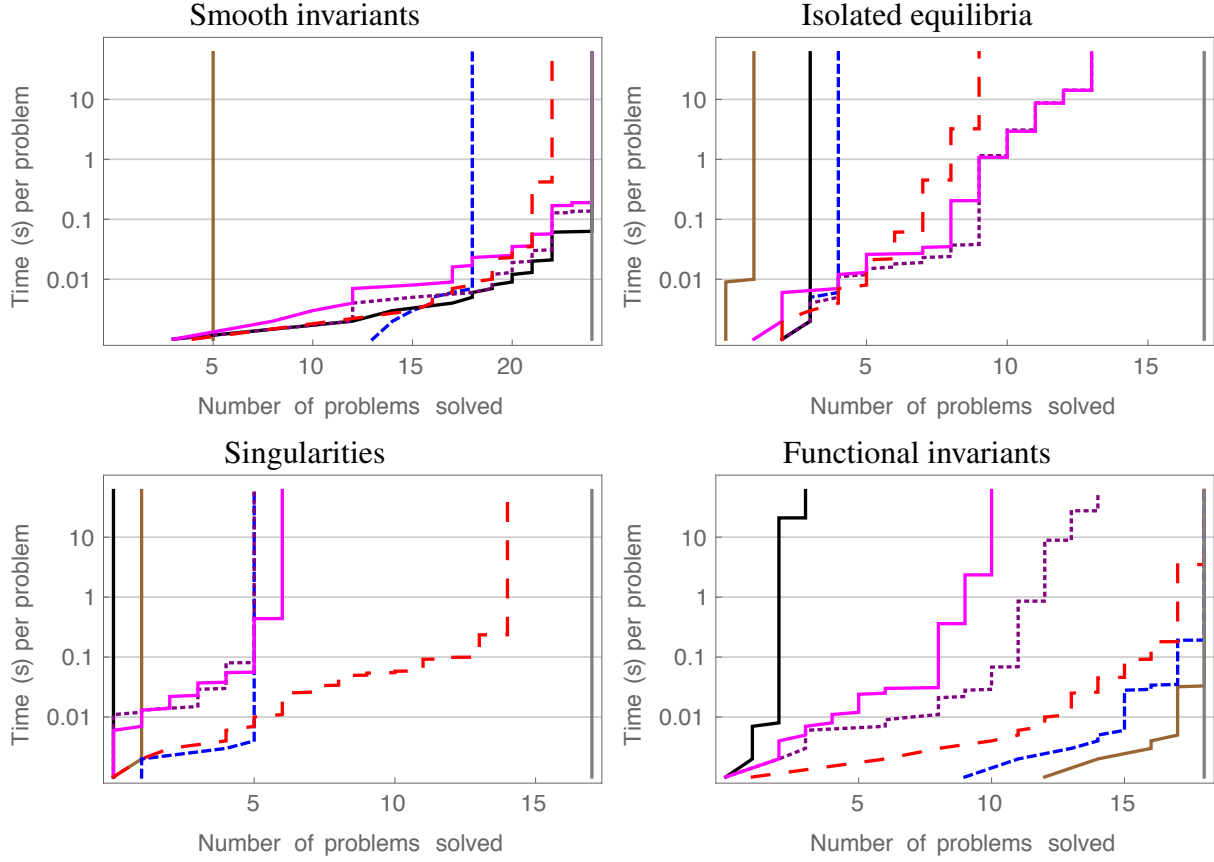 Smooth invariants
Time (s) per problem
10
1
0.1
0.01
5 10 15 20
Number of problems solved
Isolated equilibria
Time (s) per problem
10
1
0.1
0.01
5 10 15
Number of problems solved
Singularities
Time (s) per problem
10
1
0.1
0.01
5 10 15
Number of problems solved
Functional invariants
Time (s) per problem
10
1
0.1
0.01
5 10 15
Number of problems solved